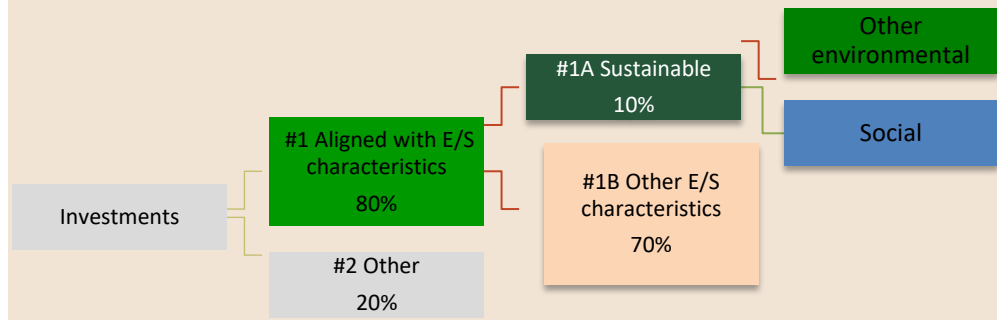 Investments
#1 Aligned with E/S
characteristics
80%
#2 Other
20%
#1A Sustainable
10%
#1B Other E/S
characteristics
70%
Other
environmental
Social